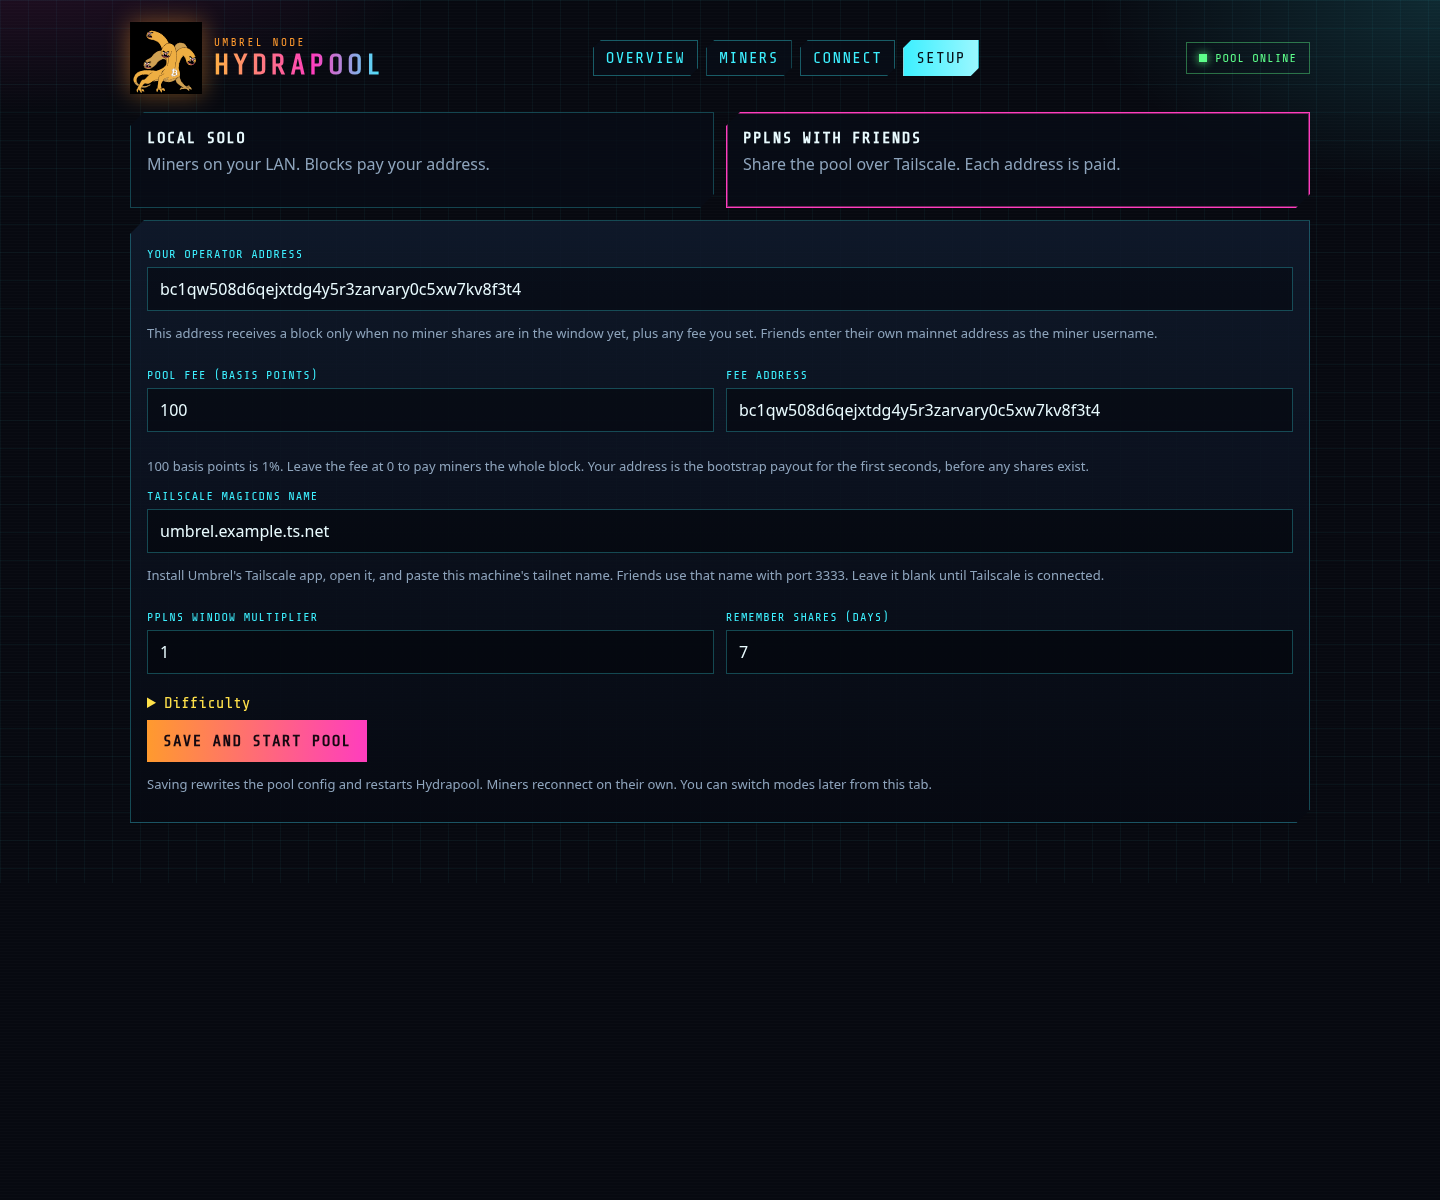 UMBREL NODE
HYDRAPOOL
OVERVIEW
MINERS
CONNECT
SETUP
POOL ONLINE
LOCAL SOLO
Miners on your LAN. Blocks pay your address.
PPLNS WITH FRIENDS
Share the pool over Tailscale. Each address is paid.
YOUR OPERATOR ADDRESS
bc1qw508d6qejxtdg4y5r3zarvary0c5xw7kv8f3t4
This address receives a block only when no miner shares are in the window yet, plus any fee you set. Friends enter their own mainnet address as the miner username.
POOL FEE (BASIS POINTS)
100
FEE ADDRESS
bc1qw508d6qejxtdg4y5r3zarvary0c5xw7kv8f3t4
100 basis points is 1%. Leave the fee at 0 to pay miners the whole block. Your address is the bootstrap payout for the first seconds, before any shares exist.
TAILSCALE MAGICDNS NAME
umbrel.example.ts.net
Install Umbrel's Tailscale app, open it, and paste this machine's tailnet name. Friends use that name with port 3333. Leave it blank until Tailscale is connected.
PPLNS WINDOW MULTIPLIER
1
REMEMBER SHARES (DAYS)
7
Difficulty
SAVE AND START POOL
Saving rewrites the pool config and restarts Hydrapool. Miners reconnect on their own. You can switch modes later from this tab.